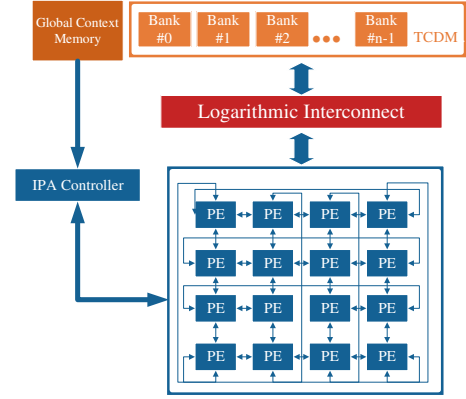 Global Context
Memory
Bank
#0
Bank
#1
Bank
#2
Bank
#n-1
TCDM
Logarithmic Interconnect
IPA Controller
PE PE PE PE
PE PE PE PE
PE PE PE PE
PE PE PE PE